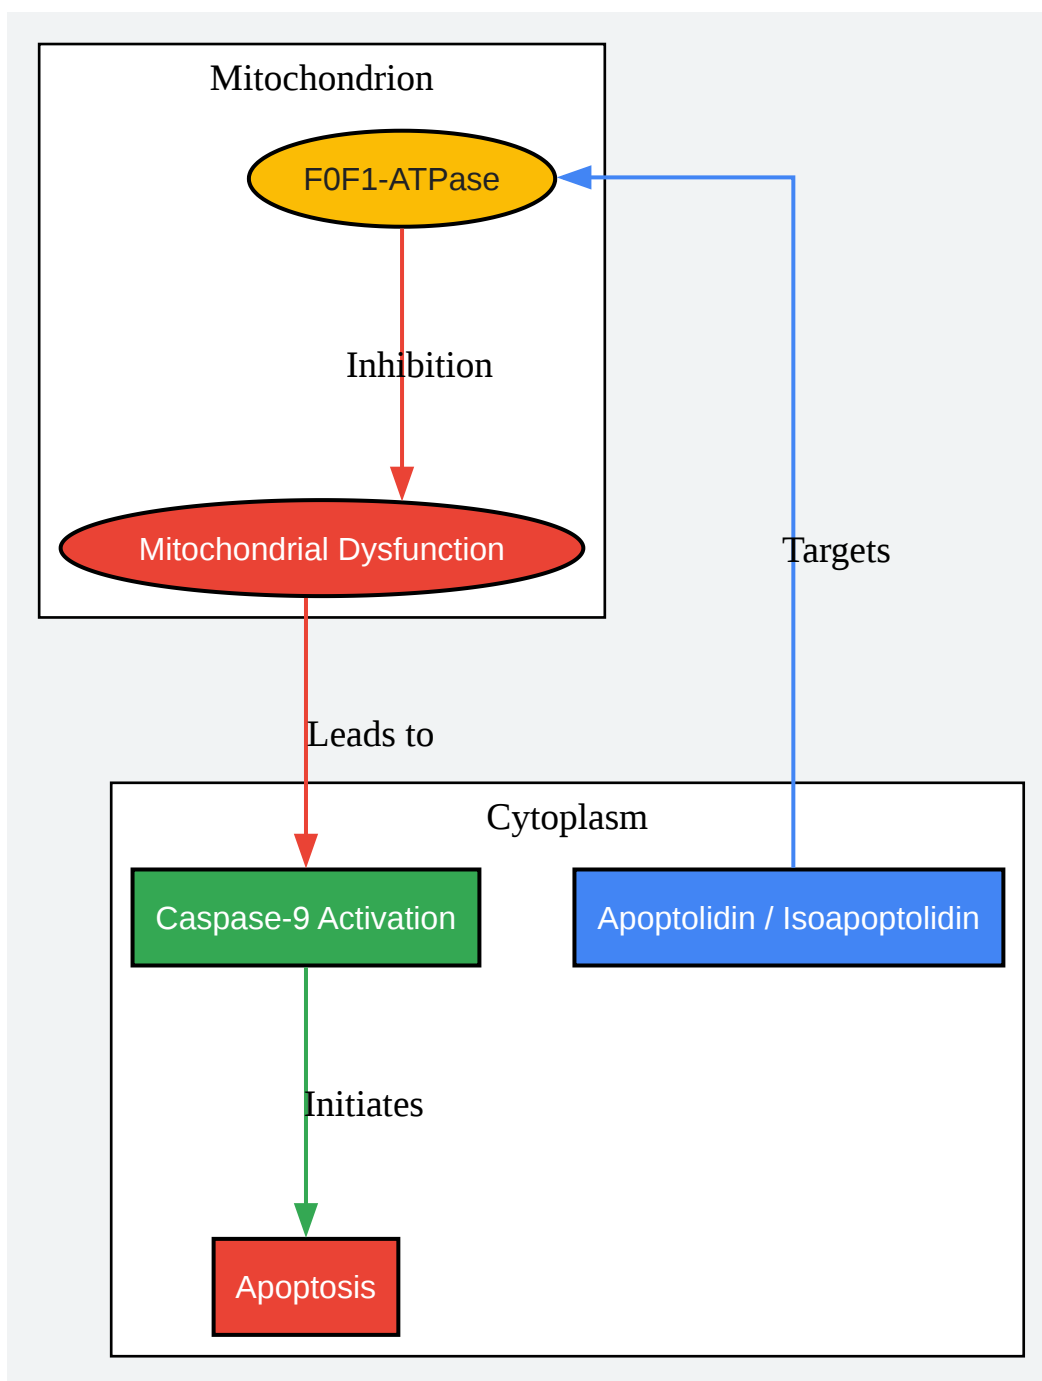 Mitochondrion
F0F1-ATPase
Inhibition
Mitochondrial Dysfunction
Targets
Leads to
Cytoplasm
Caspase-9 Activation
Apoptolidin / Isoapoptolidin
Initiates
Apoptosis